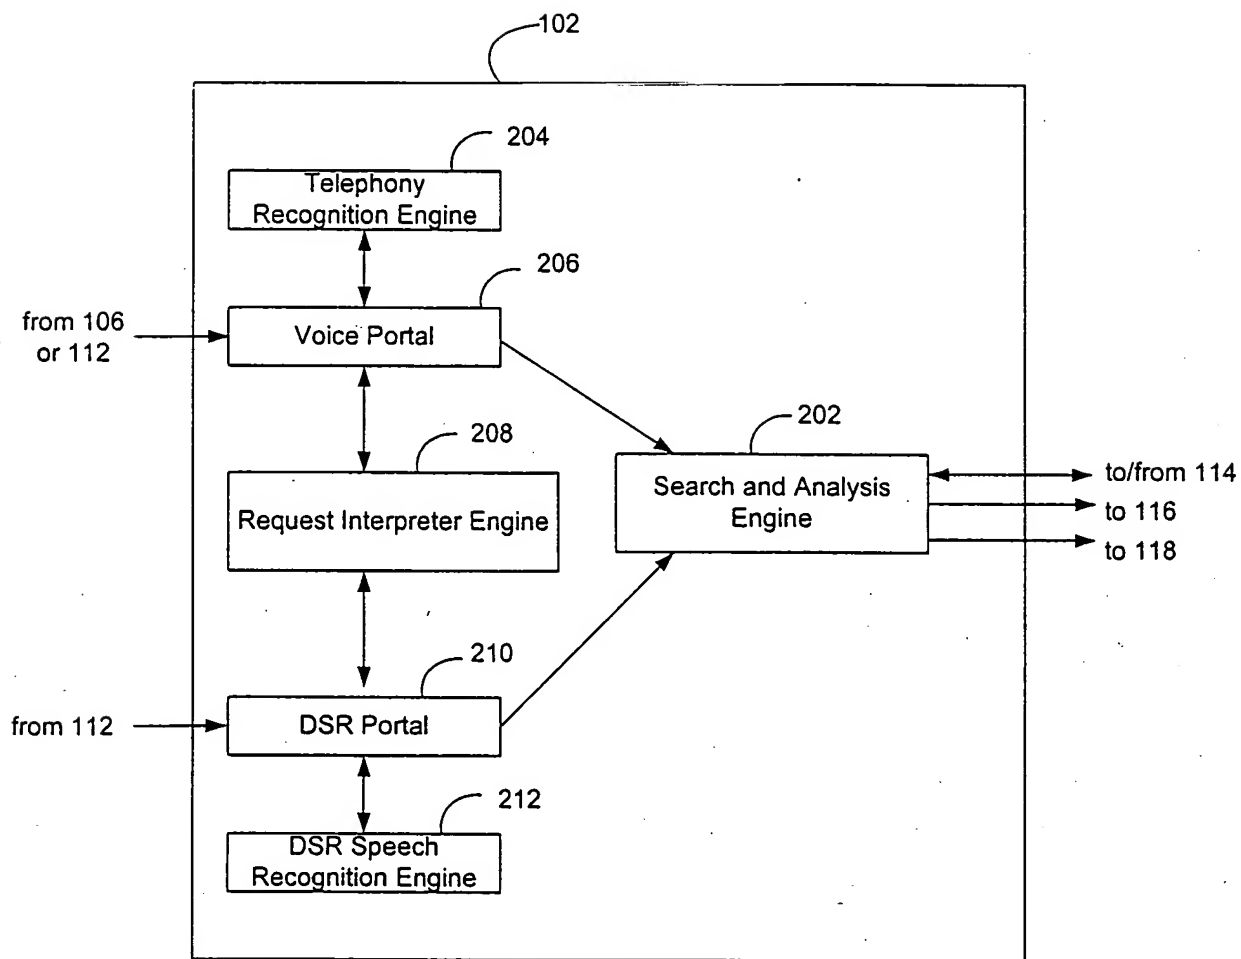 102
204
Telephony
Recognition Engine
206
from 106
or 112
Voice Portal
202
208
Search and Analysis
Engine
to/from 114
to 116
to 118
Request Interpreter Engine
210
from 112
DSR Portal
212
DSR Speech
Recognition Engine